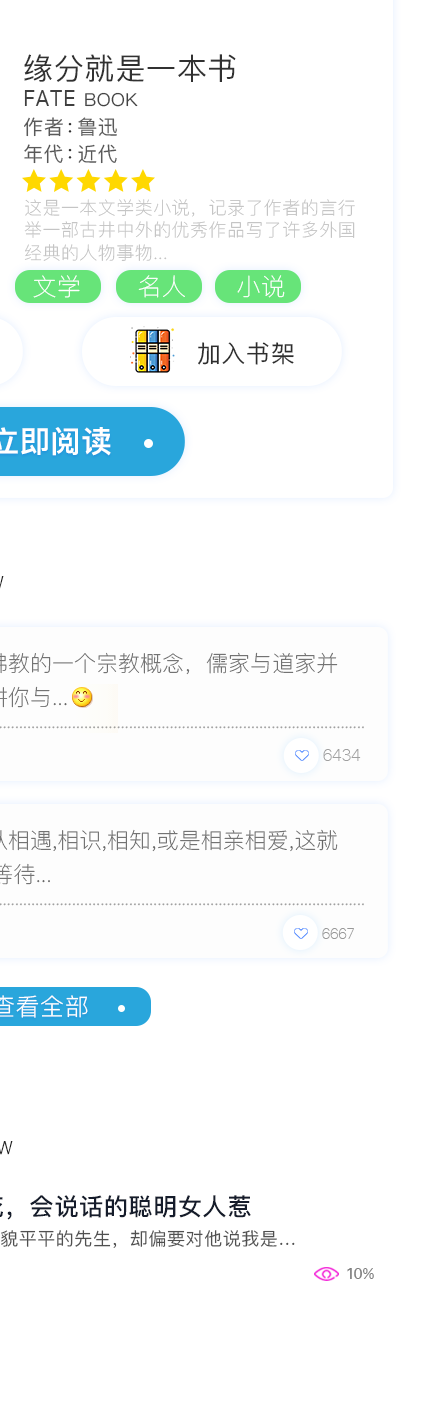 缘分就是一本书
FATE BOOK
作者:鲁迅
年代:近代
这是一本文学类小说，记录了作者的言行
举一部古井中外的优秀作品写了许多外国
经典的人物事物...
文学 名人 小说
加入书架
立即阅读
佛教的一个宗教概念，儒家与道家并
你与...😊
6434
相遇,相识,相知,或是相亲相爱,这就
等待...
6667
查看全部
W
，会说话的聪明女人惹
貌平平的先生，却偏要对他说我是...
10%